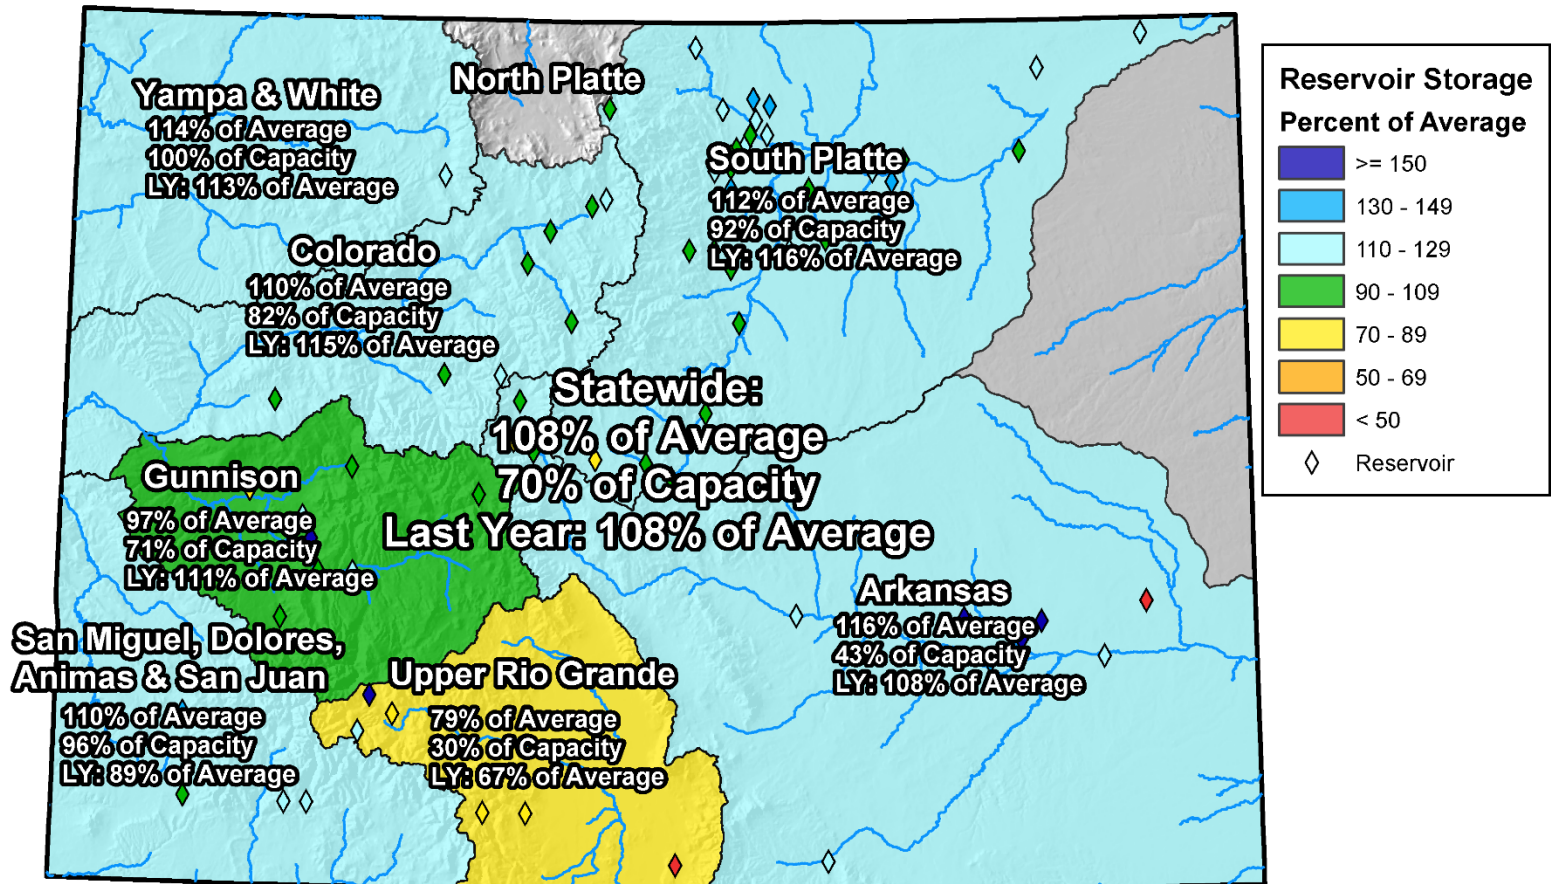 Yampa & White
114% of Average
100% of Capacity
LY: 113% of Average
North Platte
South Platte
112% of Average
92% of Capacity
LY: 116% of Average
Colorado
110% of Average
82% of Capacity
LY: 115% of Average
Statewide:
108% of Average
70% of Capacity
Last Year: 108% of Average
Gunnison
97% of Average
71% of Capacity
LY: 111% of Average
San Miguel, Dolores,
Animas & San Juan
110% of Average
96% of Capacity
LY: 89% of Average
Upper Rio Grande
79% of Average
30% of Capacity
LY: 67% of Average
Arkansas
116% of Average
43% of Capacity
LY: 108% of Average
Reservoir Storage
Percent of Average
>= 150
130 - 149
110 - 129
90 - 109
70 - 89
50 - 69
< 50
Reservoir